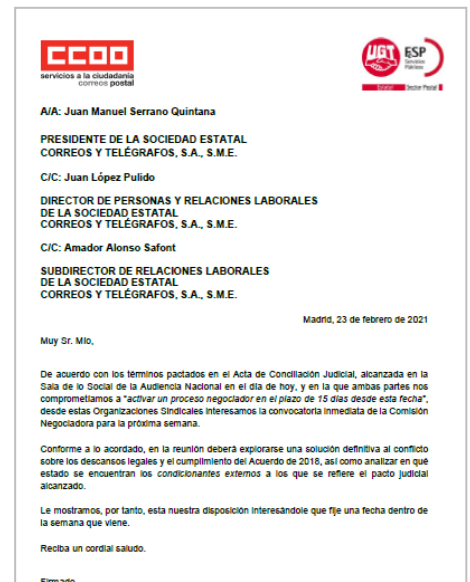 CCOO
servicios a la ciudadanía
correos postal
UGT ESP
Servicios
Públicos
Estatal Sector Postal
A/A: Juan Manuel Serrano Quintana
PRESIDENTE DE LA SOCIEDAD ESTATAL
CORREOS Y TELÉGRAFOS, S.A., S.M.E.
C/C: Juan López Pulido
DIRECTOR DE PERSONAS Y RELACIONES LABORALES
DE LA SOCIEDAD ESTATAL
CORREOS Y TELÉGRAFOS, S.A., S.M.E.
C/C: Amador Alonso Safont
SUBDIRECTOR DE RELACIONES LABORALES
DE LA SOCIEDAD ESTATAL
CORREOS Y TELÉGRAFOS, S.A., S.M.E.
Madrid, 23 de febrero de 2021
Muy Sr. Mío,
De acuerdo con los términos pactados en el Acta de Conciliación Judicial, alcanzada en la
Sala de lo Social de la Audiencia Nacional en el día de hoy, y en la que ambas partes nos
comprometíamos a "activar un proceso negociador en el plazo de 15 días desde esta fecha",
desde estas Organizaciones Sindicales interesamos la convocatoria inmediata de la Comisión
Negociadora para la próxima semana.
Conforme a lo acordado, en la reunión deberá explorarse una solución definitiva al conflicto
sobre los descansos legales y el cumplimiento del Acuerdo de 2018, así como analizar en qué
estado se encuentran los condicionantes externos a los que se refiere el pacto judicial
alcanzado.
Le mostramos, por tanto, esta nuestra disposición interesándole que fije una fecha dentro de
la semana que viene.
Reciba un cordial saludo.
Firmado